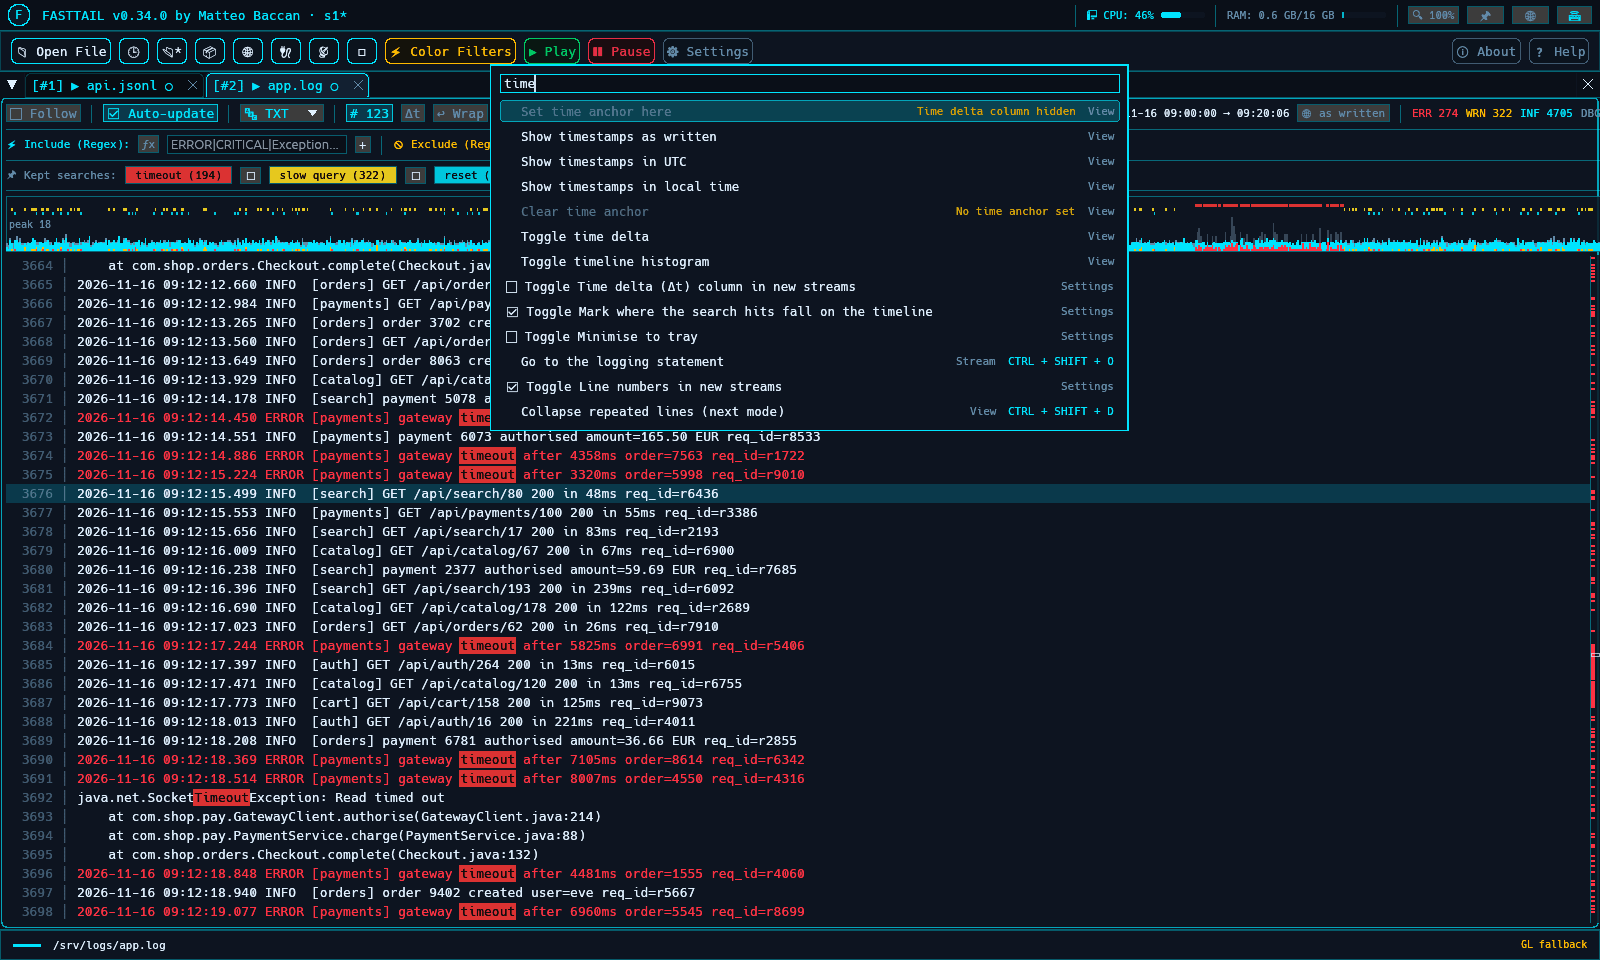 F FASTTAIL v0.34.0 by Matteo Baccan · s1*
CPU: 46%
RAM: 0.6 GB/16 GB
100%
Open File
Color Filters
Play
Pause
Settings
About
? Help
[#1] ▶ api.jsonl ○
[#2] ▶ app.log ○
Follow
Auto-update
TXT
# 123
Δt
Wrap
1-16 09:00:00 → 09:20:06
as written
ERR 274 WRN 322 INF 4705 DBG
Include (Regex):
ƒx
ERROR|CRITICAL|Exception...
+
Exclude (Reg
Kept searches:
timeout (194)
slow query (322)
reset (
peak 18
time
Set time anchor here Time delta column hidden View
Show timestamps as written View
Show timestamps in UTC View
Show timestamps in local time View
Clear time anchor No time anchor set View
Toggle time delta View
Toggle timeline histogram View
Toggle Time delta (Δt) column in new streams Settings
Toggle Mark where the search hits fall on the timeline Settings
Toggle Minimise to tray Settings
Go to the logging statement Stream CTRL + SHIFT + O
Toggle Line numbers in new streams Settings
Collapse repeated lines (next mode) View CTRL + SHIFT + D
3664 at com.shop.orders.Checkout.complete(Checkout.jav
3665 2026-11-16 09:12:12.660 INFO [orders] GET /api/order
3666 2026-11-16 09:12:12.984 INFO [payments] GET /api/pay
3667 2026-11-16 09:12:13.265 INFO [orders] order 3702 cre
3668 2026-11-16 09:12:13.560 INFO [orders] GET /api/order
3669 2026-11-16 09:12:13.649 INFO [orders] order 8063 cre
3670 2026-11-16 09:12:13.929 INFO [catalog] GET /api/cata
3671 2026-11-16 09:12:14.178 INFO [search] payment 5078 a
3672 2026-11-16 09:12:14.450 ERROR [payments] gateway time
3673 2026-11-16 09:12:14.551 INFO [payments] payment 6073 authorised amount=165.50 EUR req_id=r8533
3674 2026-11-16 09:12:14.886 ERROR [payments] gateway timeout after 4358ms order=7563 req_id=r1722
3675 2026-11-16 09:12:15.224 ERROR [payments] gateway timeout after 3320ms order=5998 req_id=r9010
3676 2026-11-16 09:12:15.499 INFO [search] GET /api/search/80 200 in 48ms req_id=r6436
3677 2026-11-16 09:12:15.553 INFO [payments] GET /api/payments/100 200 in 55ms req_id=r3386
3678 2026-11-16 09:12:15.656 INFO [search] GET /api/search/17 200 in 83ms req_id=r2193
3679 2026-11-16 09:12:16.009 INFO [catalog] GET /api/catalog/67 200 in 67ms req_id=r6900
3680 2026-11-16 09:12:16.238 INFO [search] payment 2377 authorised amount=59.69 EUR req_id=r7685
3681 2026-11-16 09:12:16.396 INFO [search] GET /api/search/193 200 in 239ms req_id=r6092
3682 2026-11-16 09:12:16.690 INFO [catalog] GET /api/catalog/178 200 in 122ms req_id=r2689
3683 2026-11-16 09:12:17.023 INFO [orders] GET /api/orders/62 200 in 26ms req_id=r7910
3684 2026-11-16 09:12:17.244 ERROR [payments] gateway timeout after 5825ms order=6991 req_id=r5406
3685 2026-11-16 09:12:17.397 INFO [auth] GET /api/auth/264 200 in 13ms req_id=r6015
3686 2026-11-16 09:12:17.471 INFO [catalog] GET /api/catalog/120 200 in 13ms req_id=r6755
3687 2026-11-16 09:12:17.773 INFO [cart] GET /api/cart/158 200 in 125ms req_id=r9073
3688 2026-11-16 09:12:18.013 INFO [auth] GET /api/auth/16 200 in 221ms req_id=r4011
3689 2026-11-16 09:12:18.208 INFO [orders] payment 6781 authorised amount=36.66 EUR req_id=r2855
3690 2026-11-16 09:12:18.369 ERROR [payments] gateway timeout after 7105ms order=8614 req_id=r6342
3691 2026-11-16 09:12:18.514 ERROR [payments] gateway timeout after 8007ms order=4550 req_id=r4316
3692 java.net.SocketTimeoutException: Read timed out
3693 at com.shop.pay.GatewayClient.authorise(GatewayClient.java:214)
3694 at com.shop.pay.PaymentService.charge(PaymentService.java:88)
3695 at com.shop.orders.Checkout.complete(Checkout.java:132)
3696 2026-11-16 09:12:18.848 ERROR [payments] gateway timeout after 4481ms order=1555 req_id=r4060
3697 2026-11-16 09:12:18.940 INFO [orders] order 9402 created user=eve req_id=r5667
3698 2026-11-16 09:12:19.077 ERROR [payments] gateway timeout after 6960ms order=5545 req_id=r8699
/srv/logs/app.log
GL fallback